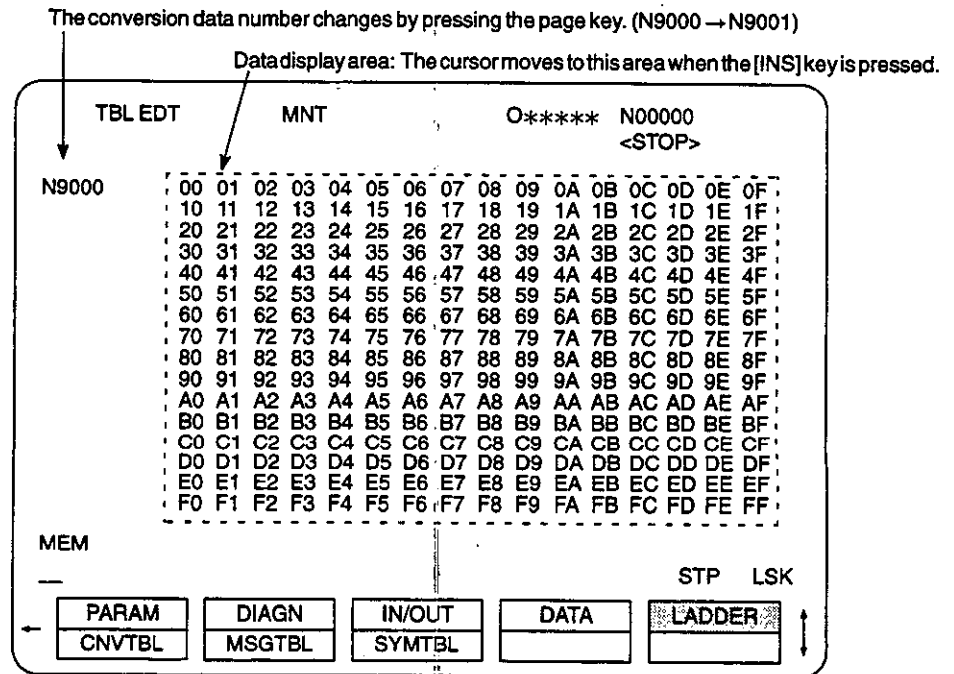 The conversion data number changes by pressing the page key. (N9000 → N9001)
Data display area: The cursor moves to this area when the [INS] key is pressed.
TBL EDT MNT O***** N00000
<STOP>
N9000 00 01 02 03 04 05 06 07 08 09 0A 0B 0C 0D 0E 0F
10 11 12 13 14 15 16 17 18 19 1A 1B 1C 1D 1E 1F
20 21 22 23 24 25 26 27 28 29 2A 2B 2C 2D 2E 2F
30 31 32 33 34 35 36 37 38 39 3A 3B 3C 3D 3E 3F
40 41 42 43 44 45 46 47 48 49 4A 4B 4C 4D 4E 4F
50 51 52 53 54 55 56 57 58 59 5A 5B 5C 5D 5E 5F
60 61 62 63 64 65 66 67 68 69 6A 6B 6C 6D 6E 6F
70 71 72 73 74 75 76 77 78 79 7A 7B 7C 7D 7E 7F
80 81 82 83 84 85 86 87 88 89 8A 8B 8C 8D 8E 8F
90 91 92 93 94 95 96 97 98 99 9A 9B 9C 9D 9E 9F
A0 A1 A2 A3 A4 A5 A6 A7 A8 A9 AA AB AC AD AE AF
B0 B1 B2 B3 B4 B5 B6 B7 B8 B9 BA BB BC BD BE BF
C0 C1 C2 C3 C4 C5 C6 C7 C8 C9 CA CB CC CD CE CF
D0 D1 D2 D3 D4 D5 D6 D7 D8 D9 DA DB DC DD DE DF
E0 E1 E2 E3 E4 E5 E6 E7 E8 E9 EA EB EC ED EE EF
F0 F1 F2 F3 F4 F5 F6 F7 F8 F9 FA FB FC FD FE FF
MEM
STP LSK
PARAM DIAGN IN/OUT DATA LADDER
CNVTBL MSGTBL SYMTBL